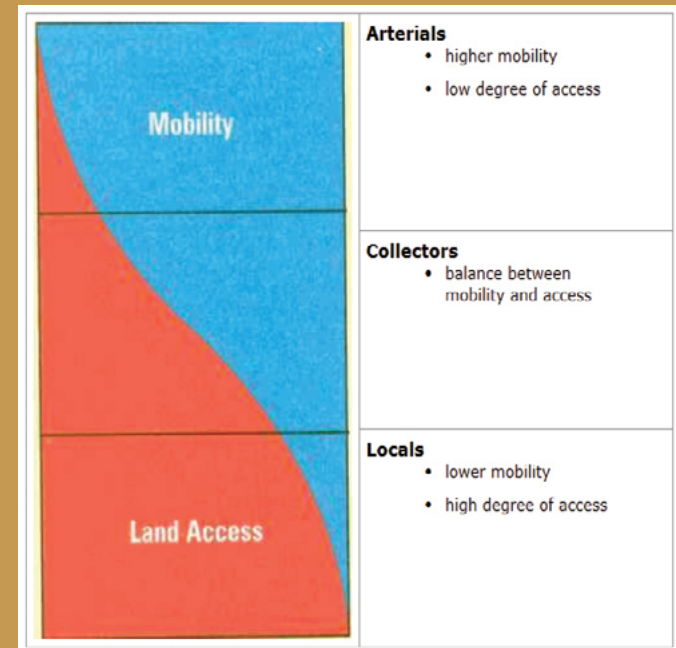 Mobility
Land Access
Arterials
• higher mobility
• low degree of access
Collectors
• balance between
mobility and access
Locals
• lower mobility
• high degree of access